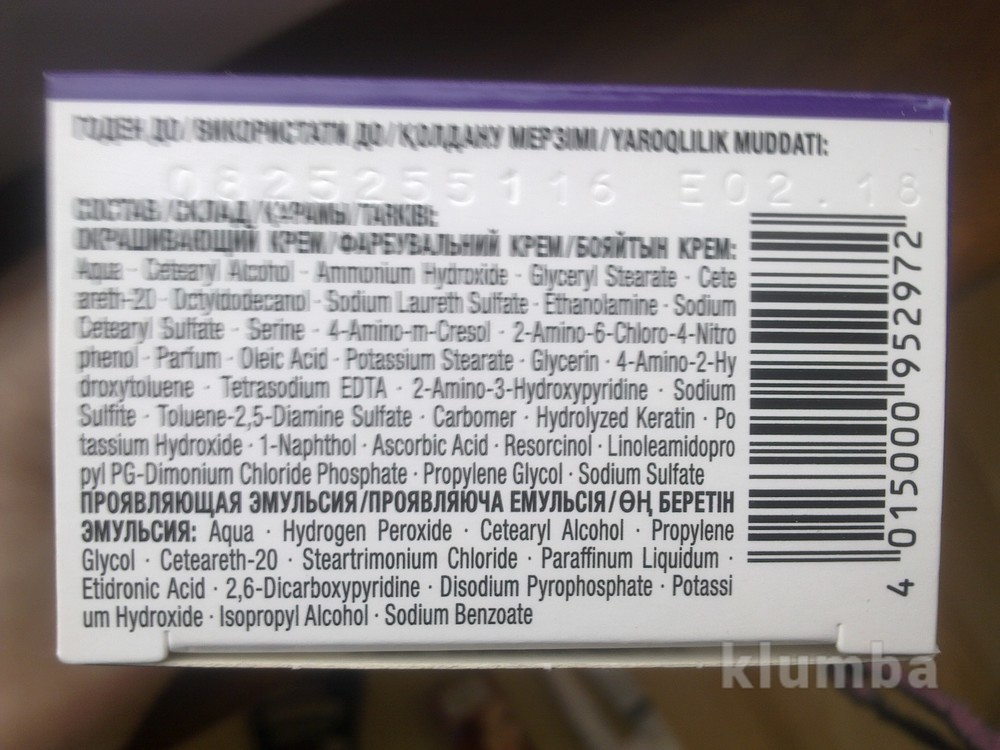 ГОДЕН ДО/ВИКОРИСТАТИ ДО/ҚОЛДАНУ МЕРЗІМІ/YAROQLILIK MUDDATI:
0825255116 E02.18
СОСТАВ/СКЛАД/ҚҰРАМЫ/TARKIBI:
ОКРАШИВАЮЩИЙ КРЕМ/ФАРБУВАЛЬНИЙ КРЕМ/БОЯЙТЫН КРЕМ:
Aqua · Cetearyl Alcohol · Ammonium Hydroxide · Glyceryl Stearate · Cete
areth-20 · Octyldodecanol · Sodium Laureth Sulfate · Ethanolamine · Sodium
Cetearyl Sulfate · Serine · 4-Amino-m-Cresol · 2-Amino-6-Chloro-4-Nitro
phenol · Parfum · Oleic Acid · Potassium Stearate · Glycerin · 4-Amino-2-Hy
droxytoluene · Tetrasodium EDTA · 2-Amino-3-Hydroxypyridine · Sodium
Sulfite · Toluene-2,5-Diamine Sulfate · Carbomer · Hydrolyzed Keratin · Po
tassium Hydroxide · 1-Naphthol · Ascorbic Acid · Resorcinol · Linoleamidopro
pyl PG-Dimonium Chloride Phosphate · Propylene Glycol · Sodium Sulfate
ПРОЯВЛЯЮЩАЯ ЭМУЛЬСИЯ/ПРОЯВЛЯЮЧА ЕМУЛЬСІЯ/ӨҢ БЕРЕТІН
ЭМУЛЬСИЯ: Aqua · Hydrogen Peroxide · Cetearyl Alcohol · Propylene
Glycol · Ceteareth-20 · Steartrimonium Chloride · Paraffinum Liquidum ·
Etidronic Acid · 2,6-Dicarboxypyridine · Disodium Pyrophosphate · Potassi
um Hydroxide · Isopropyl Alcohol · Sodium Benzoate
4 015000 952972
klumba